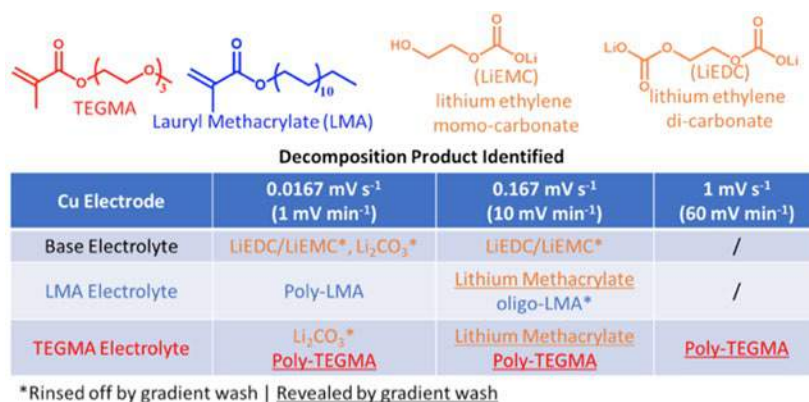 O
O
O
3
TEGMA
O
O
10
Lauryl Methacrylate (LMA)
HO
O
O
OLi
(LiEMC)
lithium ethylene
momo-carbonate
LiO
O
O
O
O
OLi
(LiEDC)
lithium ethylene
di-carbonate
Decomposition Product Identified
Cu Electrode 0.0167 mV s⁻¹ (1 mV min⁻¹) 0.167 mV s⁻¹ (10 mV min⁻¹) 1 mV s⁻¹ (60 mV min⁻¹)
Base Electrolyte LiEDC/LiEMC*, Li₂CO₃* LiEDC/LiEMC* /
LMA Electrolyte Poly-LMA Lithium Methacrylate oligo-LMA* /
TEGMA Electrolyte Li₂CO₃* Poly-TEGMA Lithium Methacrylate Poly-TEGMA Poly-TEGMA
*Rinsed off by gradient wash | Revealed by gradient wash